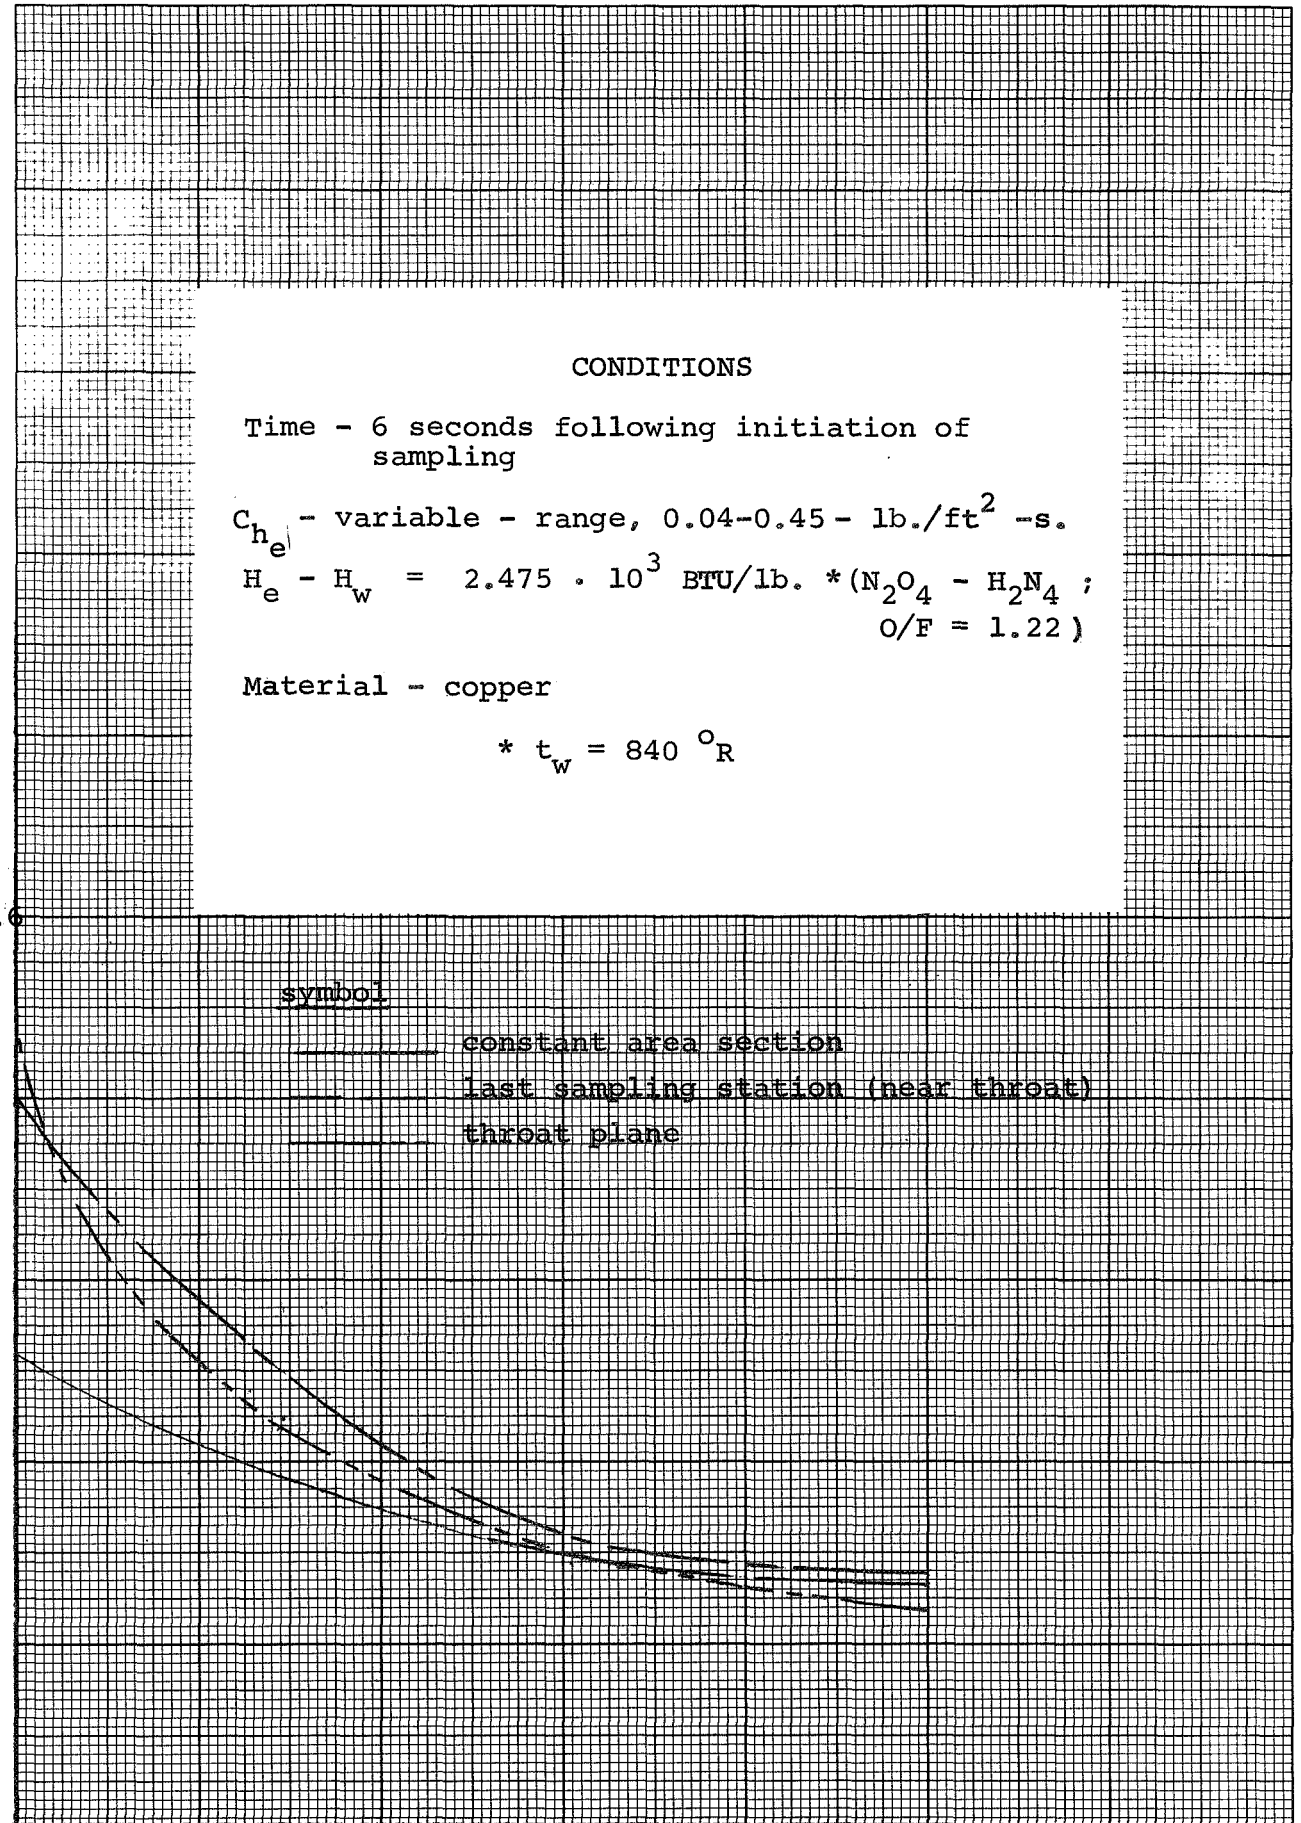 CONDITIONS
Time - 6 seconds following initiation of
sampling
C_h_e - variable - range, 0.04-0.45 - lb./ft² -s.
H_e - H_w = 2.475 . 10³ BTU/lb. *(N₂O₄ - H₂N₄ ;
O/F = 1.22 )
Material - copper
* t_w = 840 °R
.6
symbol
constant area section
last sampling station (near throat)
throat plane